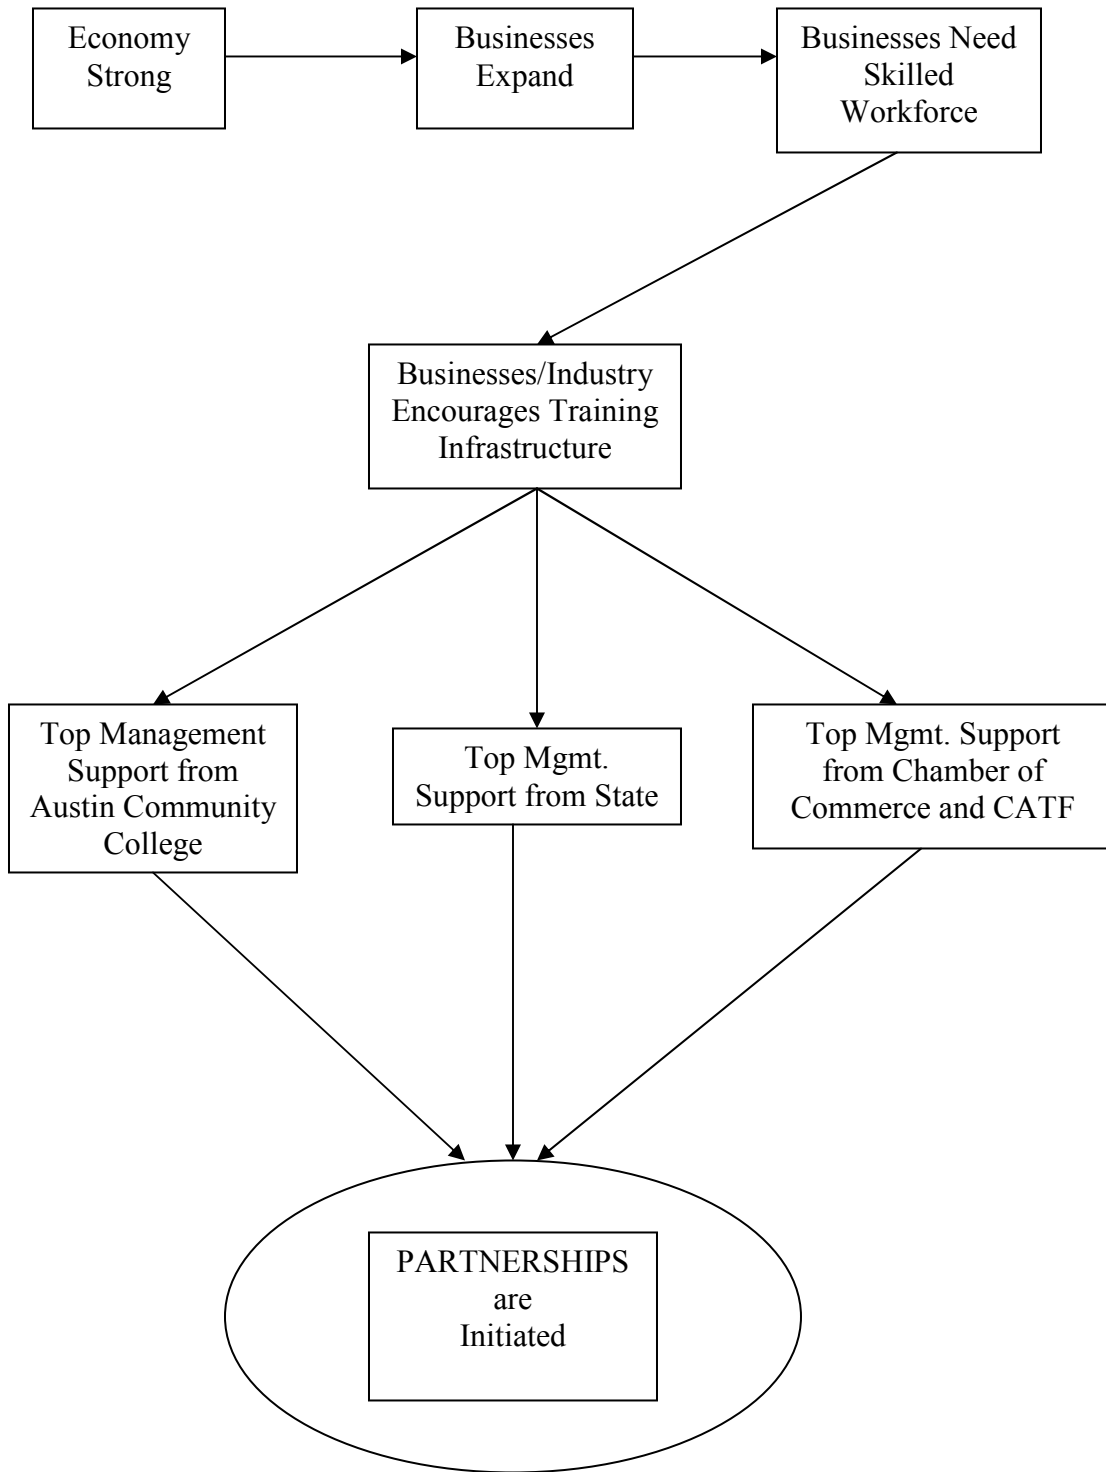 Economy
Strong
Businesses
Expand
Businesses Need
Skilled
Workforce
Businesses/Industry
Encourages Training
Infrastructure
Top Management
Support from
Austin Community
College
Top Mgmt.
Support from State
Top Mgmt. Support
from Chamber of
Commerce and CATF
PARTNERSHIPS
are
Initiated